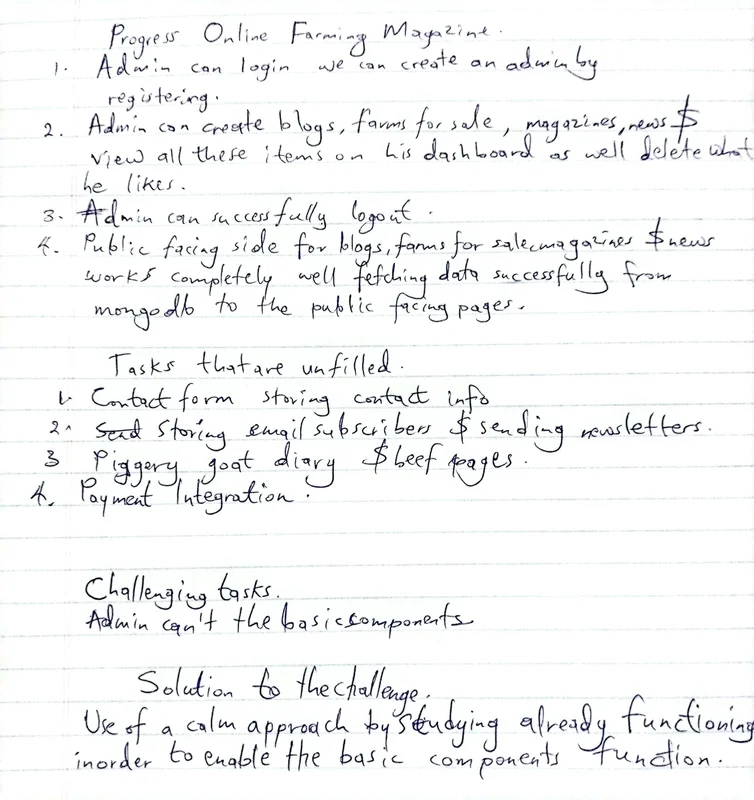 Progress Online Farming Magazine.
1. Admin can login we can create an admin by
registering.
2. Admin can create blogs, farms for sale, magazines, news $
view all these items on his dashboard as well delete what
he likes.
3. Admin can successfully logout.
4. Public facing side for blogs, farms for sale, magazines $ news
works completely well fetching data successfully from
mongodb to the public facing pages.
Tasks that are unfilled.
1. Contact form storing contact info
2. Send Storing email subscribers $ sending newsletters.
3 Piggery goat diary $ beef pages.
4. Payment Integration.
Challenging tasks.
Admin can't the basic components
Solution to the challenge.
Use of a calm approach by studying already functioning
inorder to enable the basic components function.